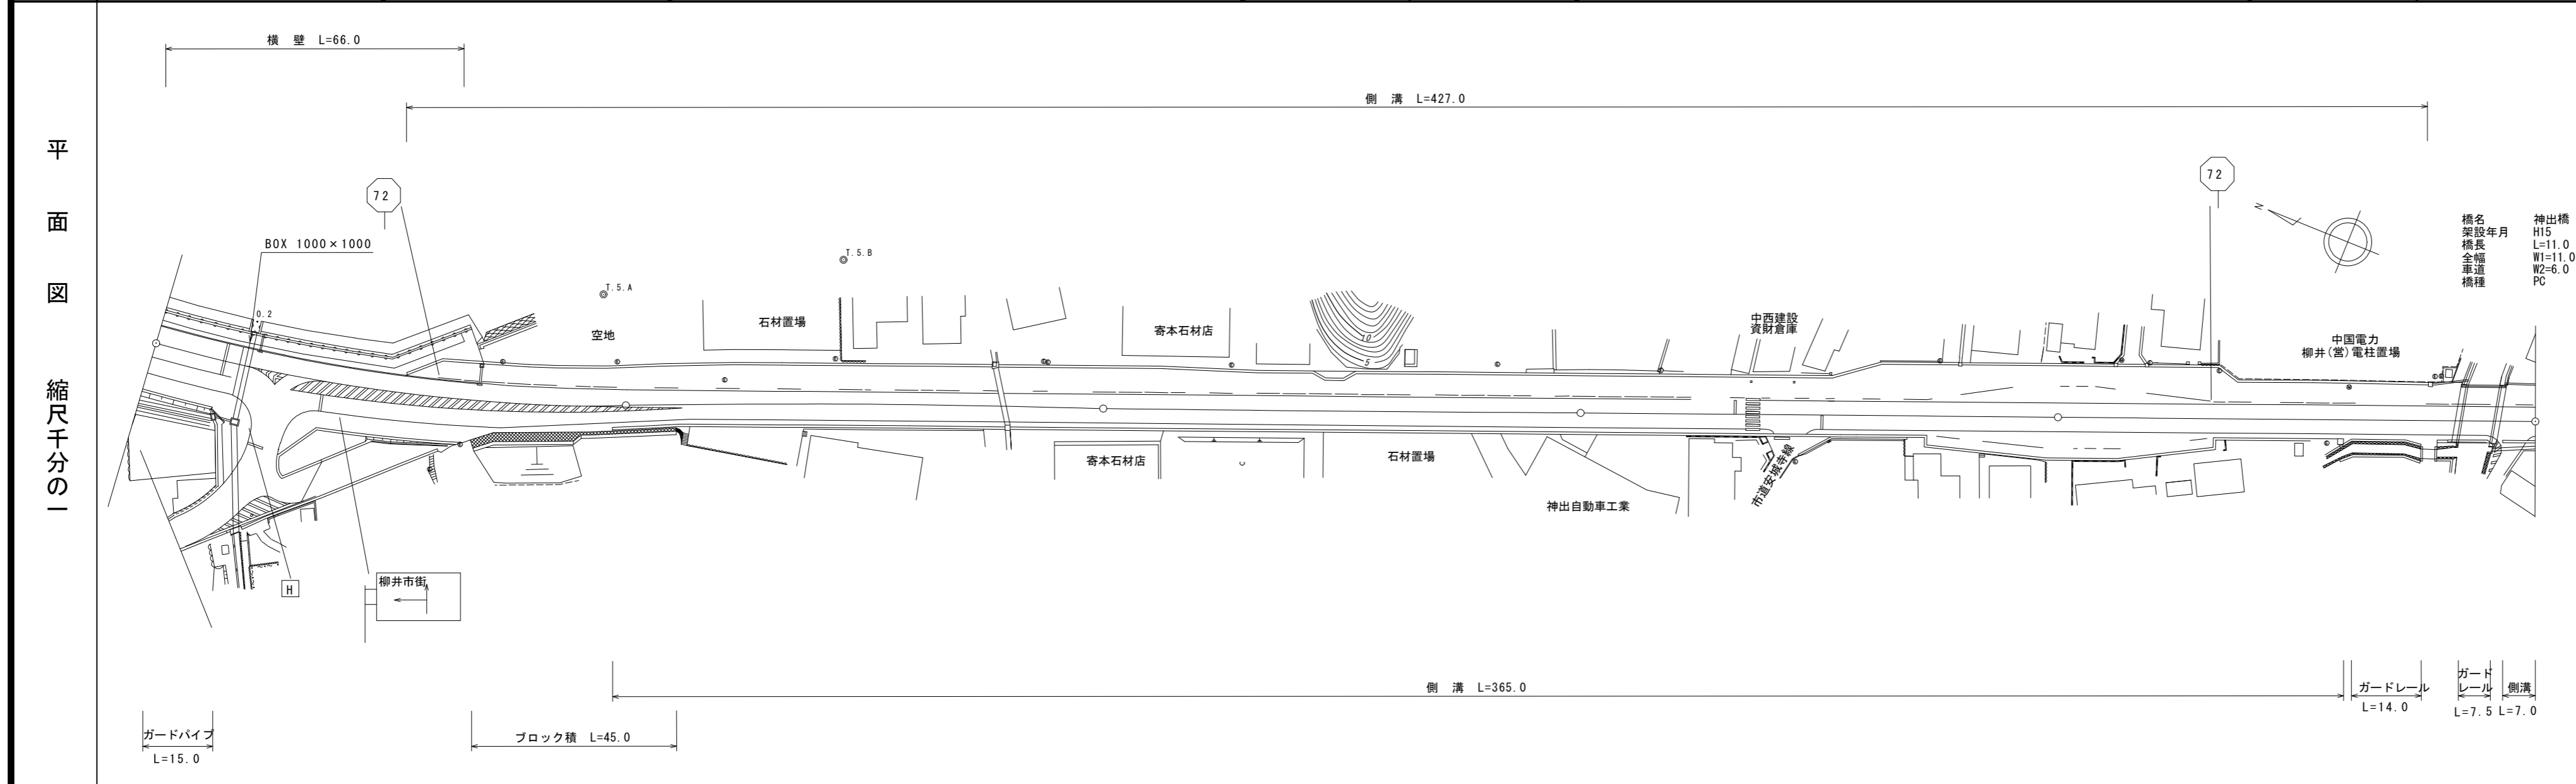 平面図 縮尺千分の一
横 壁 L=66.0
側 溝 L=427.0
72
72
BOX 1000×1000
N
橋名 神出橋
架設年月 H15
橋長 L=11.0
全幅 W1=11.0
車道 W2=6.0
橋種 PC
0.2
T.5.A
T.5.B
空地
石材置場
寄本石材店
10
5
中西建設
資財倉庫
中国電力
柳井(営)電柱置場
寄本石材店
石材置場
神出自動車工業
市道安城寺線
H
柳井市街
側 溝 L=365.0
ガードレール
L=14.0
ガード
レール
L=7.5
側溝
L=7.0
ガードパイプ
L=15.0
ブロック積 L=45.0